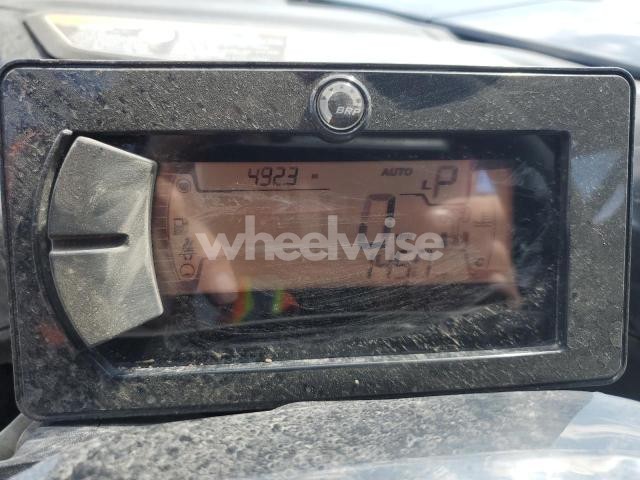 BRP
4923
AUTO
L P
wheelwise